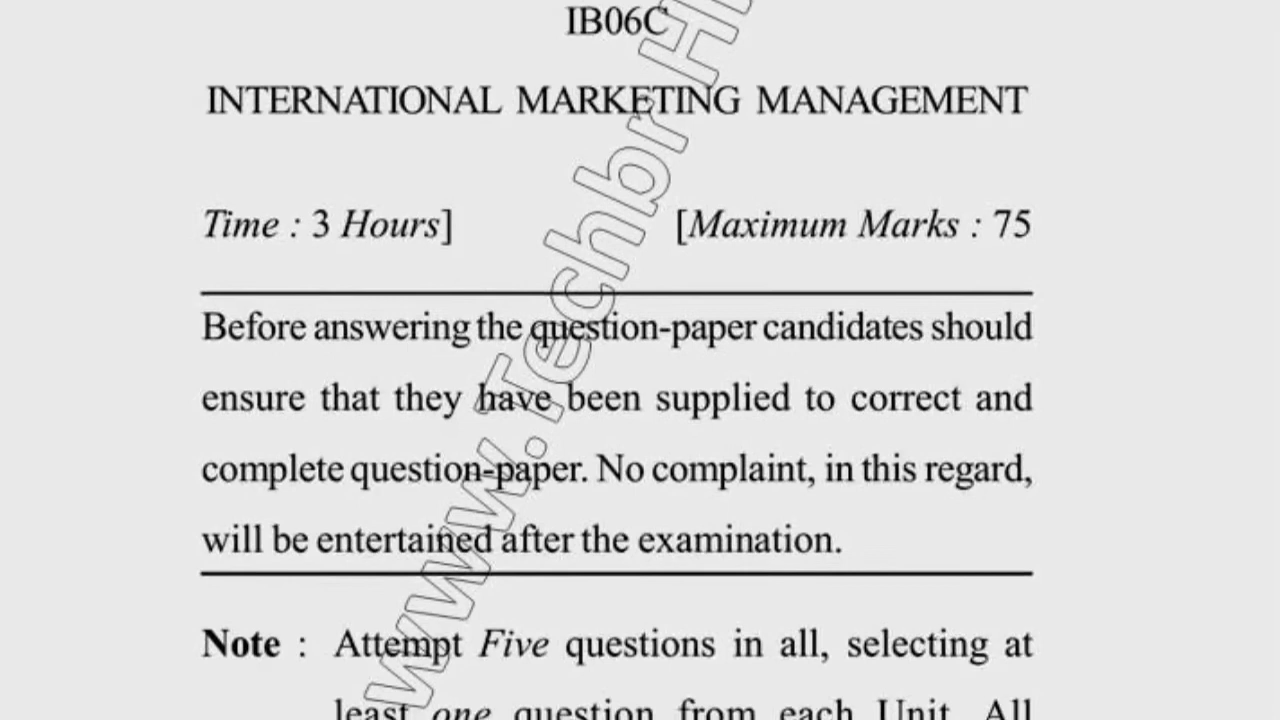 IB06C
INTERNATIONAL MARKETING MANAGEMENT
Time : 3 Hours] [Maximum Marks : 75
Before answering the question-paper candidates should
ensure that they have been supplied to correct and
complete question-paper. No complaint, in this regard,
will be entertained after the examination.
Note : Attempt Five questions in all, selecting at
least one question from each Unit. All
www.Techbr